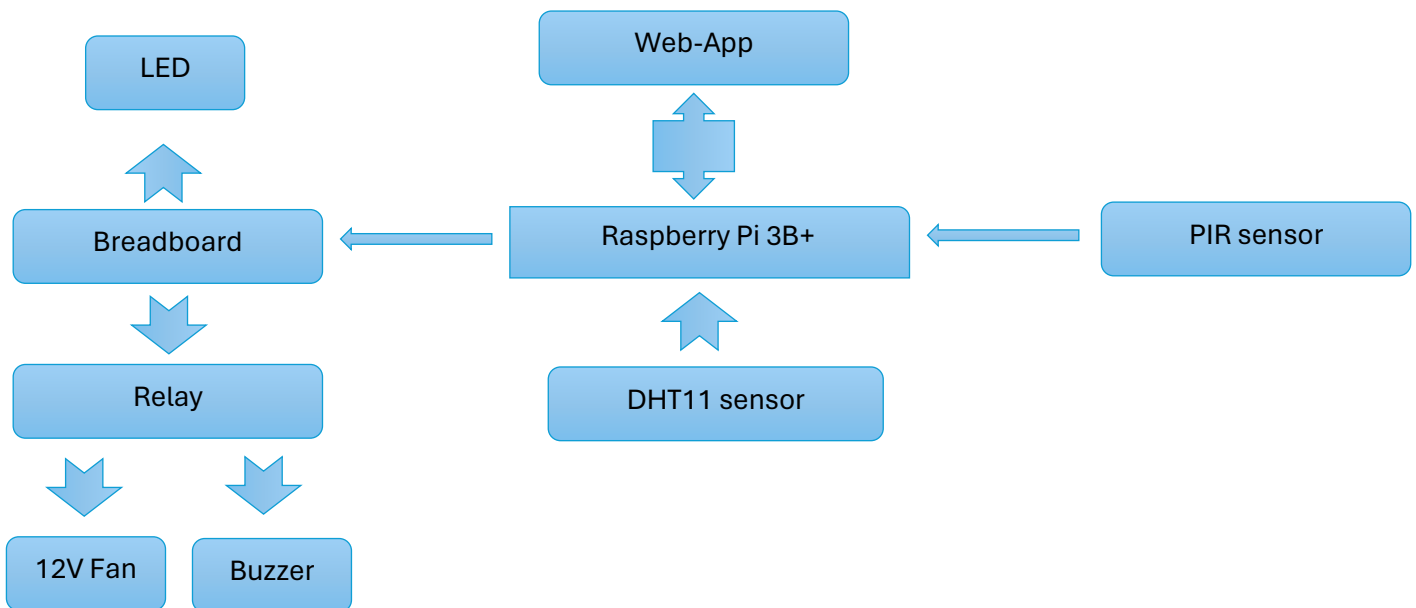 LED
Web-App
Breadboard
Raspberry Pi 3B+
PIR sensor
Relay
DHT11 sensor
12V Fan
Buzzer